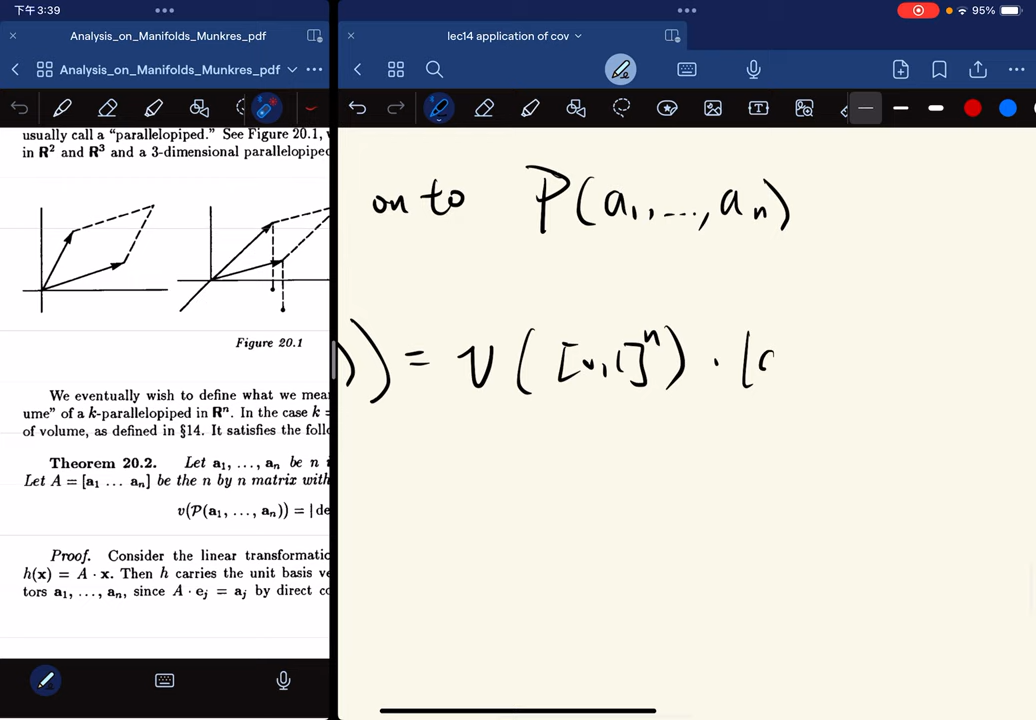 下午3:39
95%
Analysis_on_Manifolds_Munkres_pdf
lec14 application of cov
Analysis_on_Manifolds_Munkres_pdf
usually call a “parallelopiped.” See Figure 20.1,
in R² and R³ and a 3-dimensional parallelopiped
Figure 20.1
We eventually wish to define what we mea
ume” of a k-parallelopiped in Rⁿ. In the case k =
of volume, as defined in §14. It satisfies the foll
Theorem 20.2. Let a₁, . . . , aₙ be n
Let A = [a₁ . . . aₙ] be the n by n matrix with
v(P(a₁, . . . , aₙ)) = | de
Proof. Consider the linear transformatio
h(x) = A · x. Then h carries the unit basis ve
tors a₁, . . . , aₙ, since A · eⱼ = aⱼ by direct co
on to P(a₁, ..., aₙ)
)) = v([0,1]ⁿ) · |